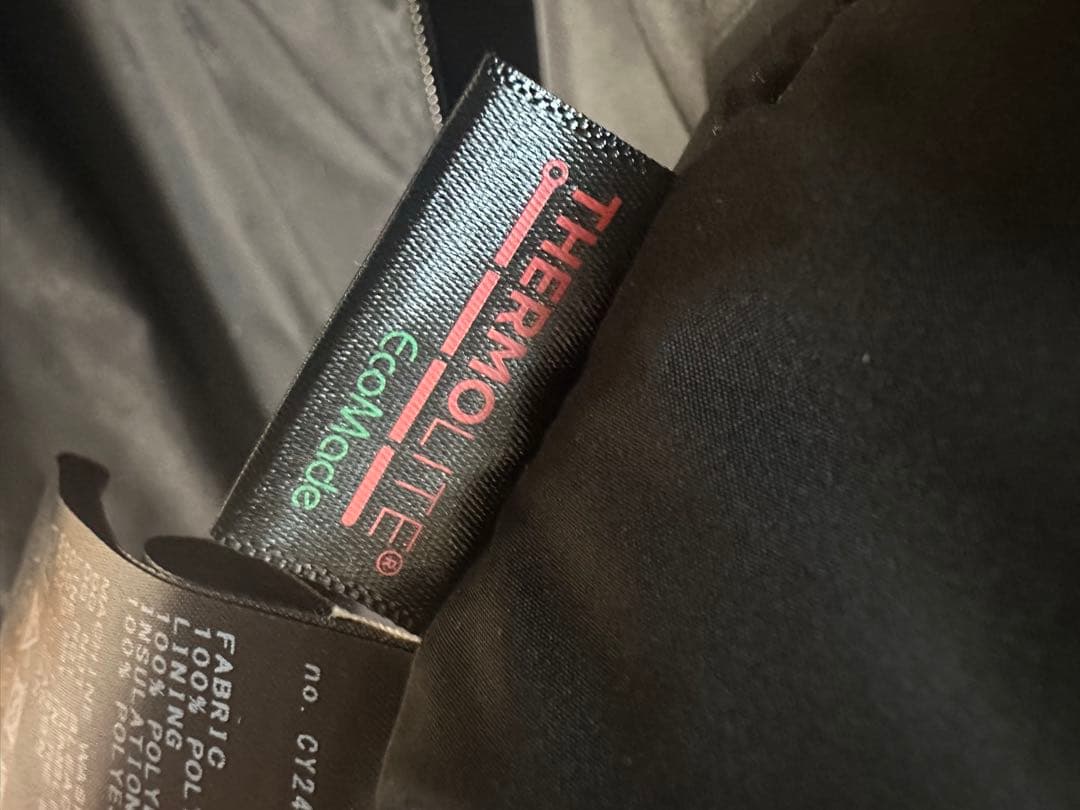 THERMOLITE®
EcoMade
no. CY24
FABRIC
100% POL
LINING
100% POLY
INSULATION
100% POLYE